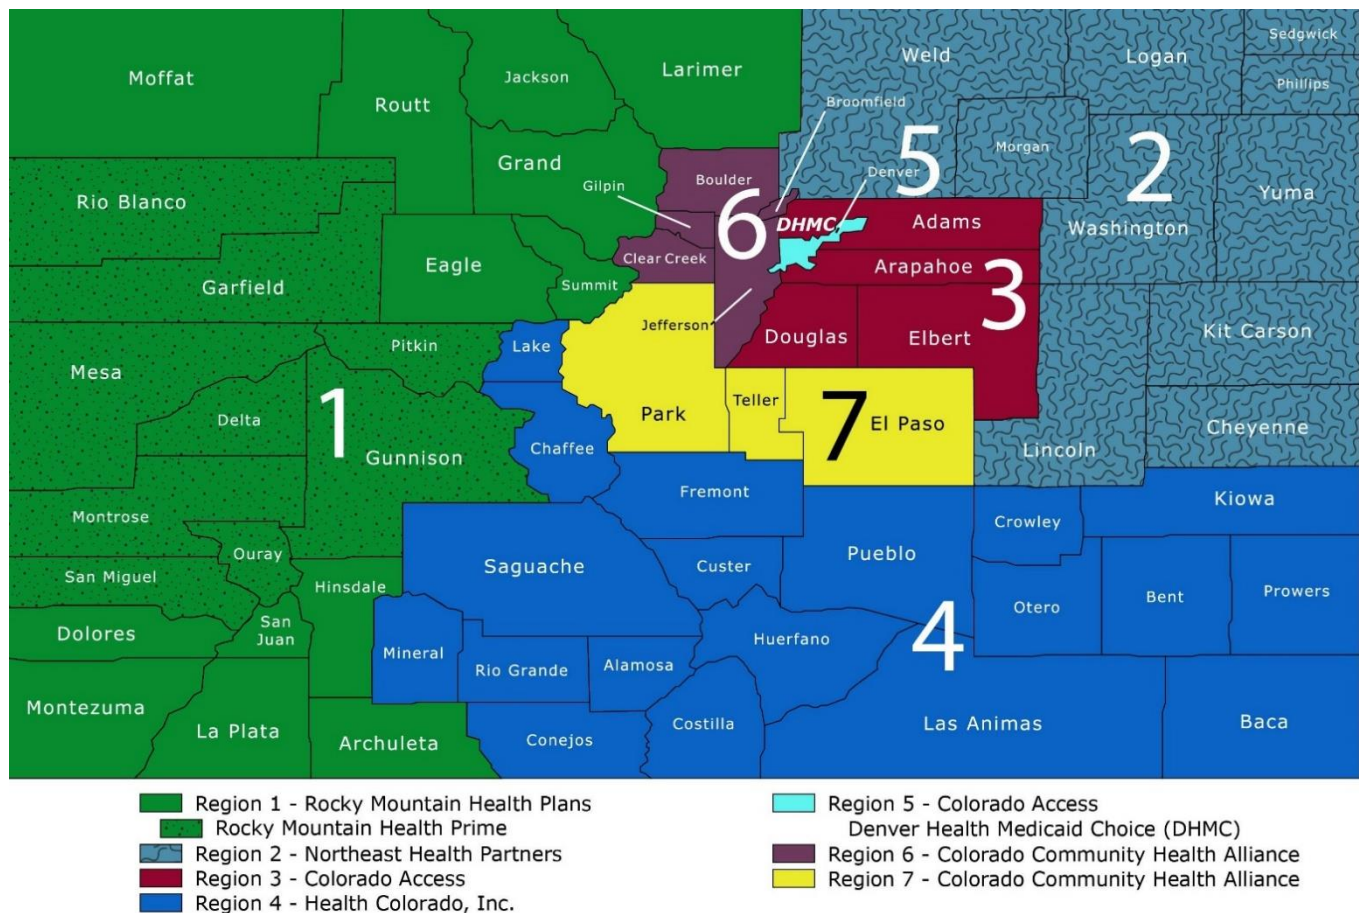 Moffat
Routt
Jackson
Larimer
Weld
Logan
Sedgwick
Phillips
Broomfield
Rio Blanco
Grand
Gilpin
Boulder
5
Denver
Morgan
2
Yuma
Washington
Garfield
Eagle
Summit
Clear Creek
6
DHMC
Adams
Arapahoe
3
Jefferson
Douglas
Elbert
Kit Carson
Mesa
Pitkin
Lake
Delta
1
Gunnison
Chaffee
Park
Teller
7
El Paso
Lincoln
Cheyenne
Montrose
Ouray
San Miguel
Hinsdale
Saguache
Fremont
Custer
Pueblo
Crowley
Kiowa
Otero
Bent
Prowers
Dolores
San
Juan
Mineral
Rio Grande
Alamosa
Huerfano
4
Montezuma
La Plata
Archuleta
Conejos
Costilla
Las Animas
Baca
Region 1 - Rocky Mountain Health Plans
Rocky Mountain Health Prime
Region 2 - Northeast Health Partners
Region 3 - Colorado Access
Region 4 - Health Colorado, Inc.
Region 5 - Colorado Access
Denver Health Medicaid Choice (DHMC)
Region 6 - Colorado Community Health Alliance
Region 7 - Colorado Community Health Alliance